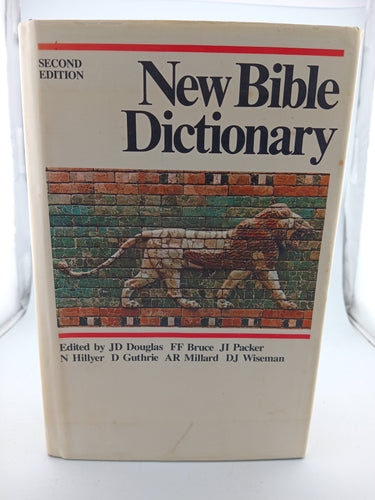 SECOND
EDITION
New Bible
Dictionary
Edited by JD Douglas FF Bruce JI Packer
N Hillyer D Guthrie AR Millard DJ Wiseman